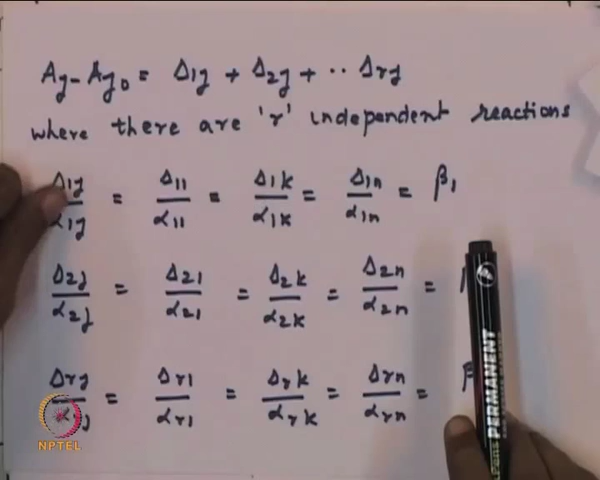 Aj - Aj₀ = Δ1j + Δ2j + ·· Δrj
where there are 'r' independent reactions
Δ1j/α1j = Δ11/α11 = Δ1k/α1k = Δ1n/α1n = β₁
Δ2j/α2j = Δ21/α21 = Δ2k/α2k = Δ2n/α2n =
Δrj/αrj = Δr1/αr1 = Δrk/αrk = Δrn/αrn = β
NPTEL
PERMANENT